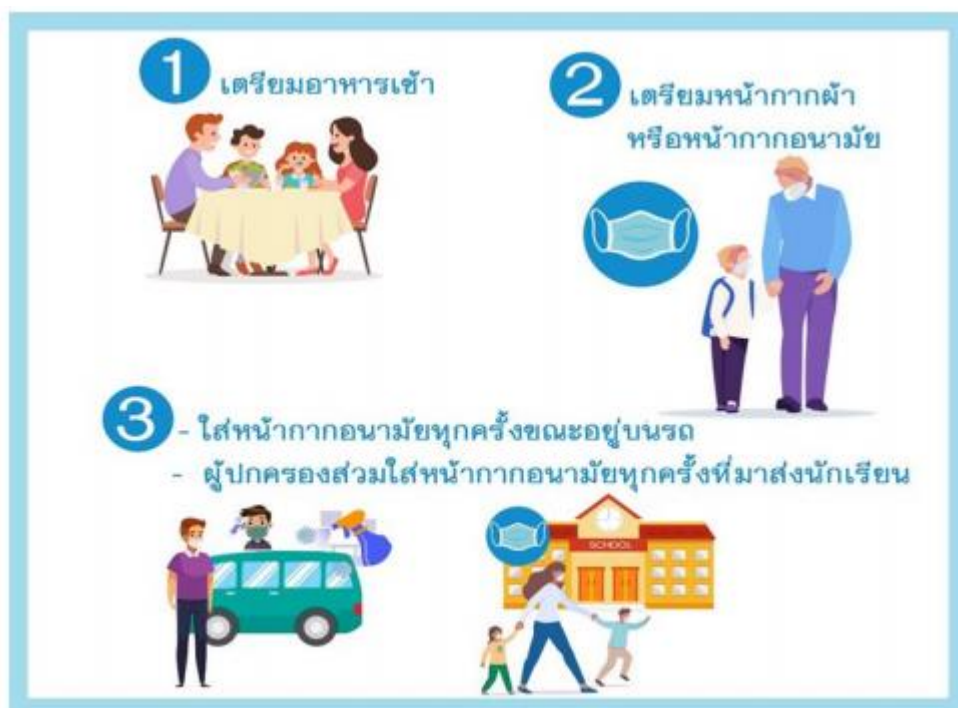 1 เตรียมอาหารเช้า
2 เตรียมหน้ากากผ้า
หรือหน้ากากอนามัย
3 - ใส่หน้ากากอนามัยทุกครั้งขณะอยู่บนรถ
- ผู้ปกครองส่วมใส่หน้ากากอนามัยทุกครั้งที่มาส่งนักเรียน
SCHOOL